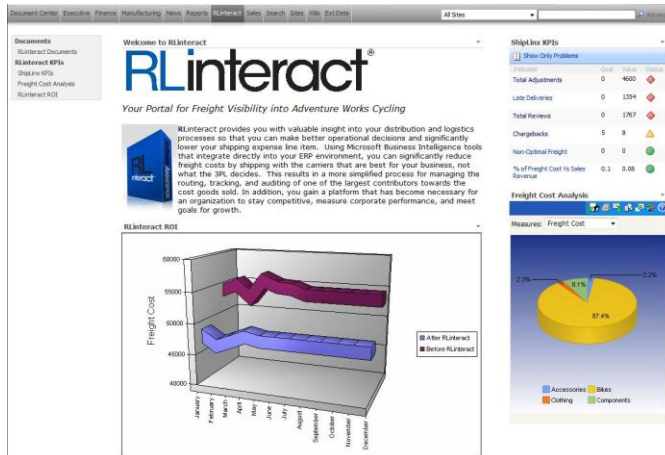 Document Center Executive Finance Manufacturing News Reports RLinteract Sales Search Sites Wiki Ext Data
All Sites
Documents
RLinteract Documents
RLinteract KPIs
ShipLinx KPIs
Freight Cost Analysis
RLinteract ROI
Welcome to RLinteract
RLinteract®
Your Portal for Freight Visibility into Adventure Works Cycling
RLinteract provides you with valuable insight into your distribution and logistics
processes so that you can make better operational decisions and significantly
lower your shipping expense line item. Using Microsoft Business Intelligence tools
that integrate directly into your ERP environment, you can significantly reduce
freight costs by shipping with the carriers that are best for your business, not
what the 3PL decides. This results in a more simplified process for managing the
routing, tracking, and auditing of one of the largest contributors towards the
cost goods sold. In addition, you gain a platform that has become necessary for
an organization to stay competitive, measure corporate performance, and meet
goals for growth.
RL
interact
RLinteract ROI
60000
55000
50000
45000
40000
Freight Cost
January
February
March
April
May
June
July
August
September
October
November
December
After RLinteract
Before RLinteract
ShipLinx KPIs
Show Only Problems
Indicator Goal Value Status
Total Adjustments 0 4600
Late Deliveries 0 1354
Total Reviews 0 1767
Chargebacks 5 8
Non-Optimal Freight 0 0
% of Freight Cost Vs Sales 0.1 0.08
Revenue
Freight Cost Analysis
Measures: Freight Cost
2.3%
8.1%
2.2%
87.4%
Accessories Bikes
Clothing Components